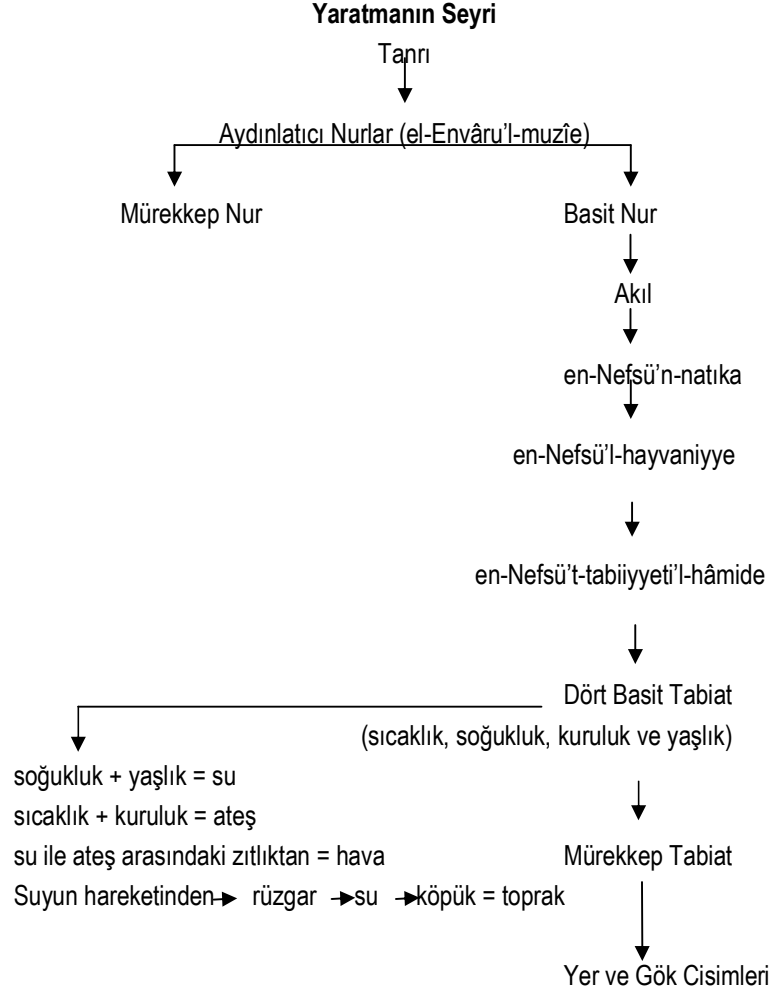 Yaratmanın Seyri
Tanrı
Aydınlatıcı Nurlar (el-Envâru’l-muzîe)
Mürekkep Nur
Basit Nur
Akıl
en-Nefsü’n-natıka
en-Nefsü’l-hayvaniyye
en-Nefsü’t-tabiiyyeti’l-hâmide
Dört Basit Tabiat
(sıcaklık, soğukluk, kuruluk ve yaşlık)
soğukluk + yaşlık = su
sıcaklık + kuruluk = ateş
su ile ateş arasındaki zıtlıktan = hava
Mürekkep Tabiat
Suyun hareketinden rüzgar su köpük = toprak
Yer ve Gök Cisimleri